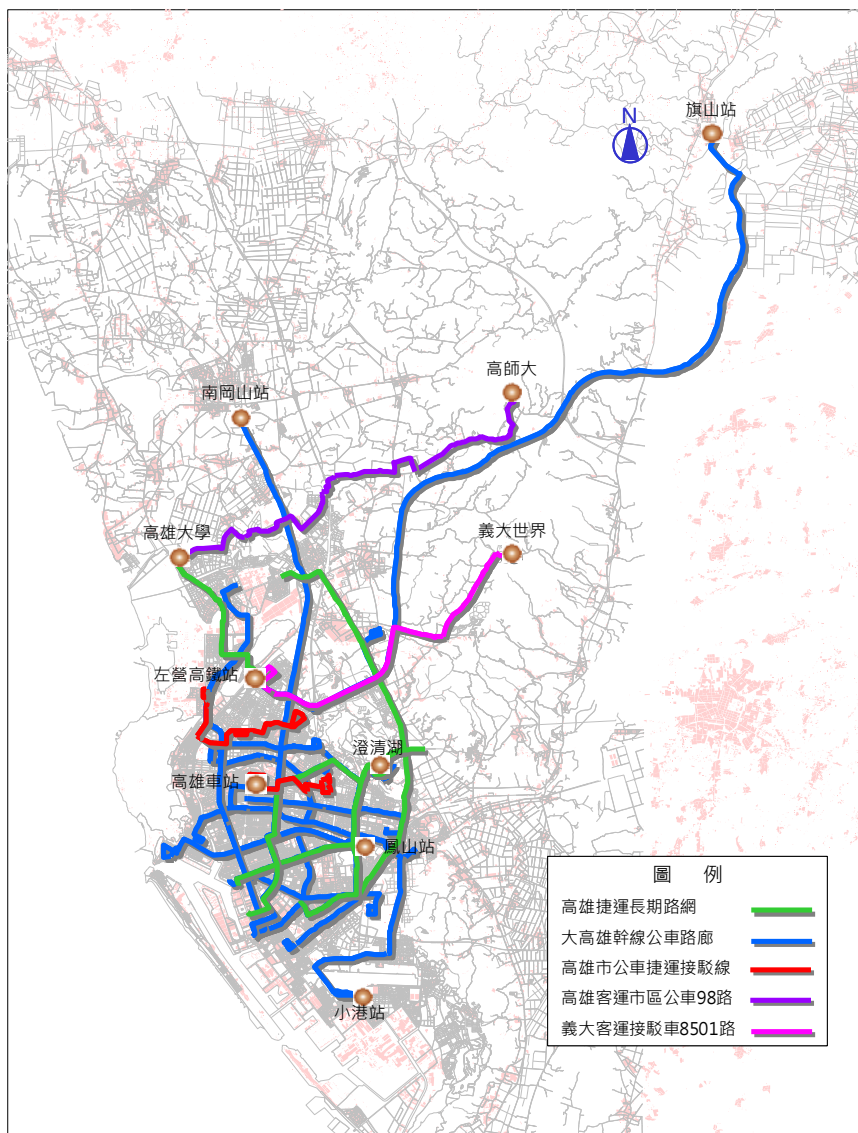 旗山站
N
高師大
南岡山站
高雄大學
義大世界
左營高鐵站
澄清湖
高雄車站
鳳山站
小港站
圖 例
高雄捷運長期路網
大高雄幹線公車路廊
高雄市公車捷運接駁線
高雄客運市區公車98路
義大客運接駁車8501路